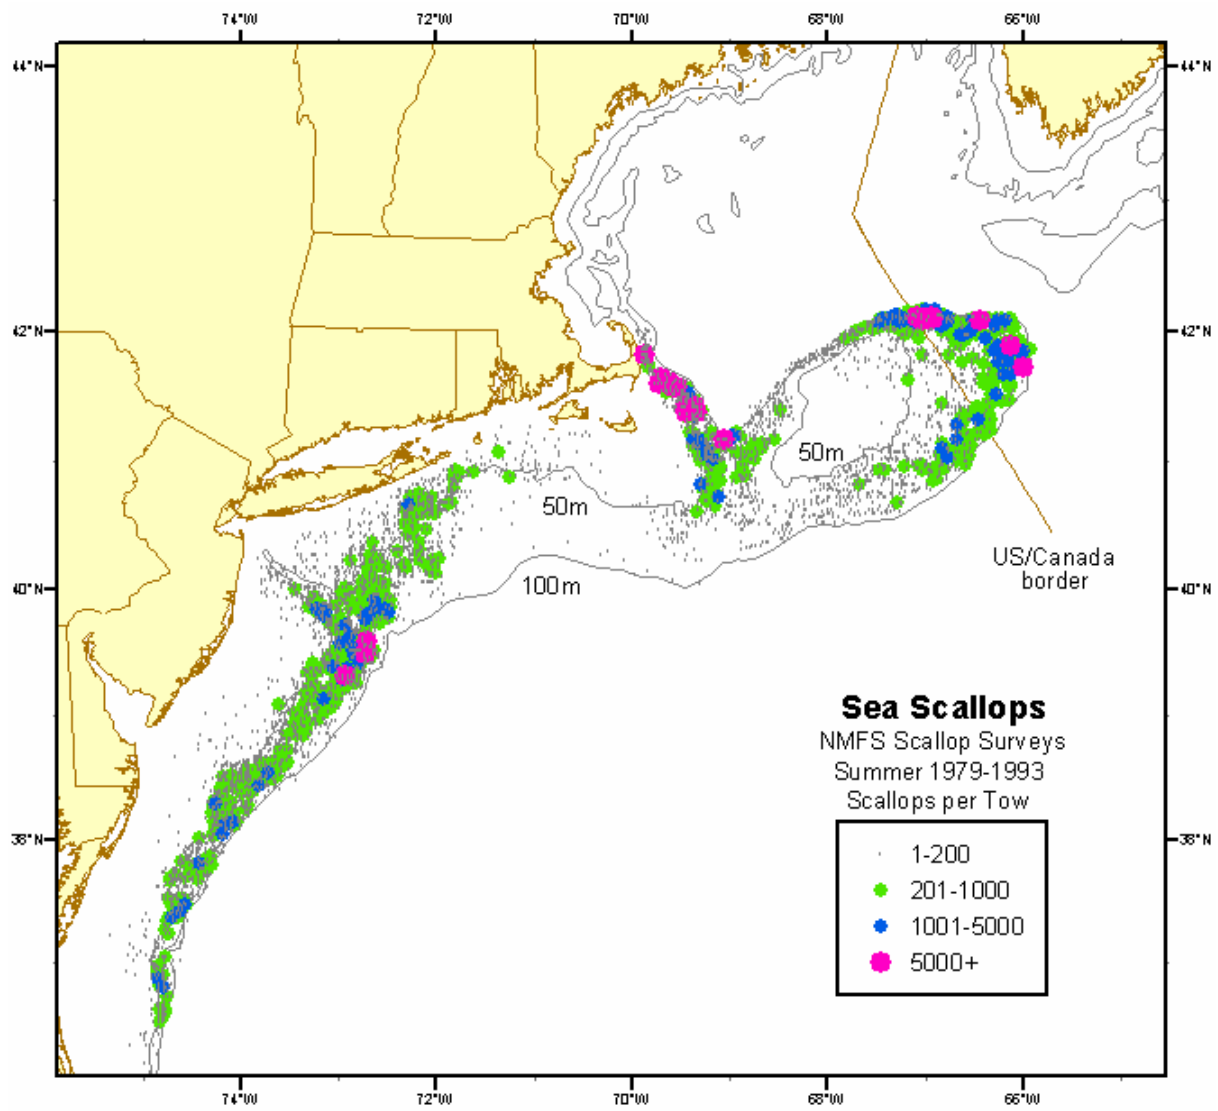 74°W 72°W 70°W 68°W 66°W
44°N 44°N
42°N 42°N
50m
50m
US/Canada
border
40°N 40°N
100m
Sea Scallops
NMFS Scallop Surveys
Summer 1979-1993
Scallops per Tow
38°N 38°N
1-200
201-1000
1001-5000
5000+
74°W 72°W 70°W 68°W 66°W